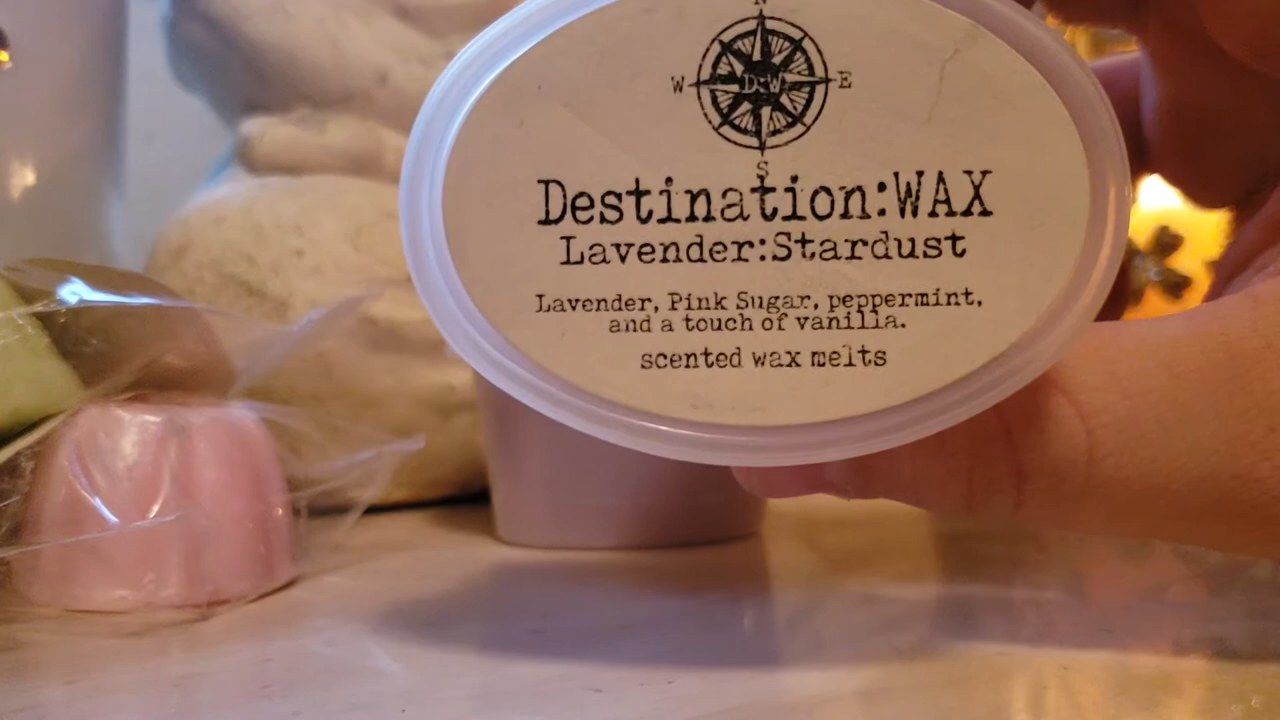 N
W D:W E
S
Destination:WAX
Lavender:Stardust
Lavender, Pink Sugar, peppermint,
and a touch of vanilla.
scented wax melts